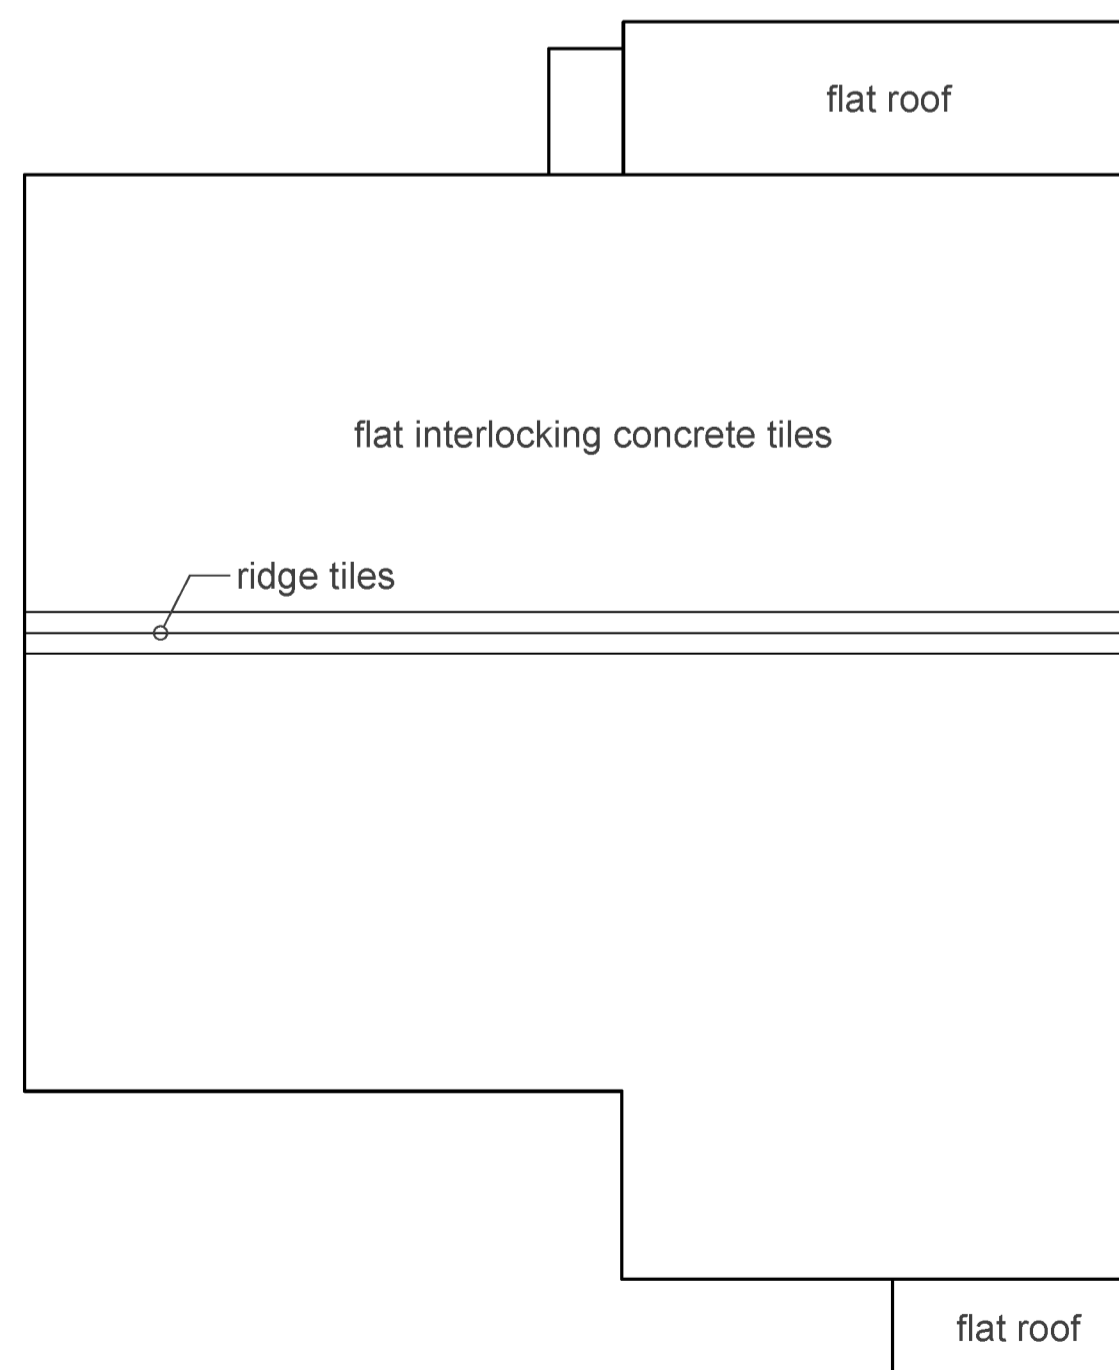 flat roof
flat interlocking concrete tiles
ridge tiles
flat roof